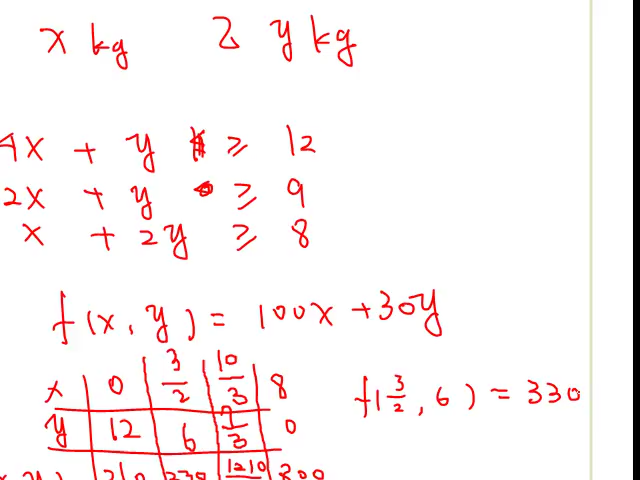 x kg 乙 y kg
4x + y ≥ 12
2x + y ≥ 9
x + 2y ≥ 8
f(x, y) = 100x + 30y
x | 0 | 3/2 | 10/3 | 8
f(3/2, 6) = 330
y | 12 | 6 | 7/3 | 0